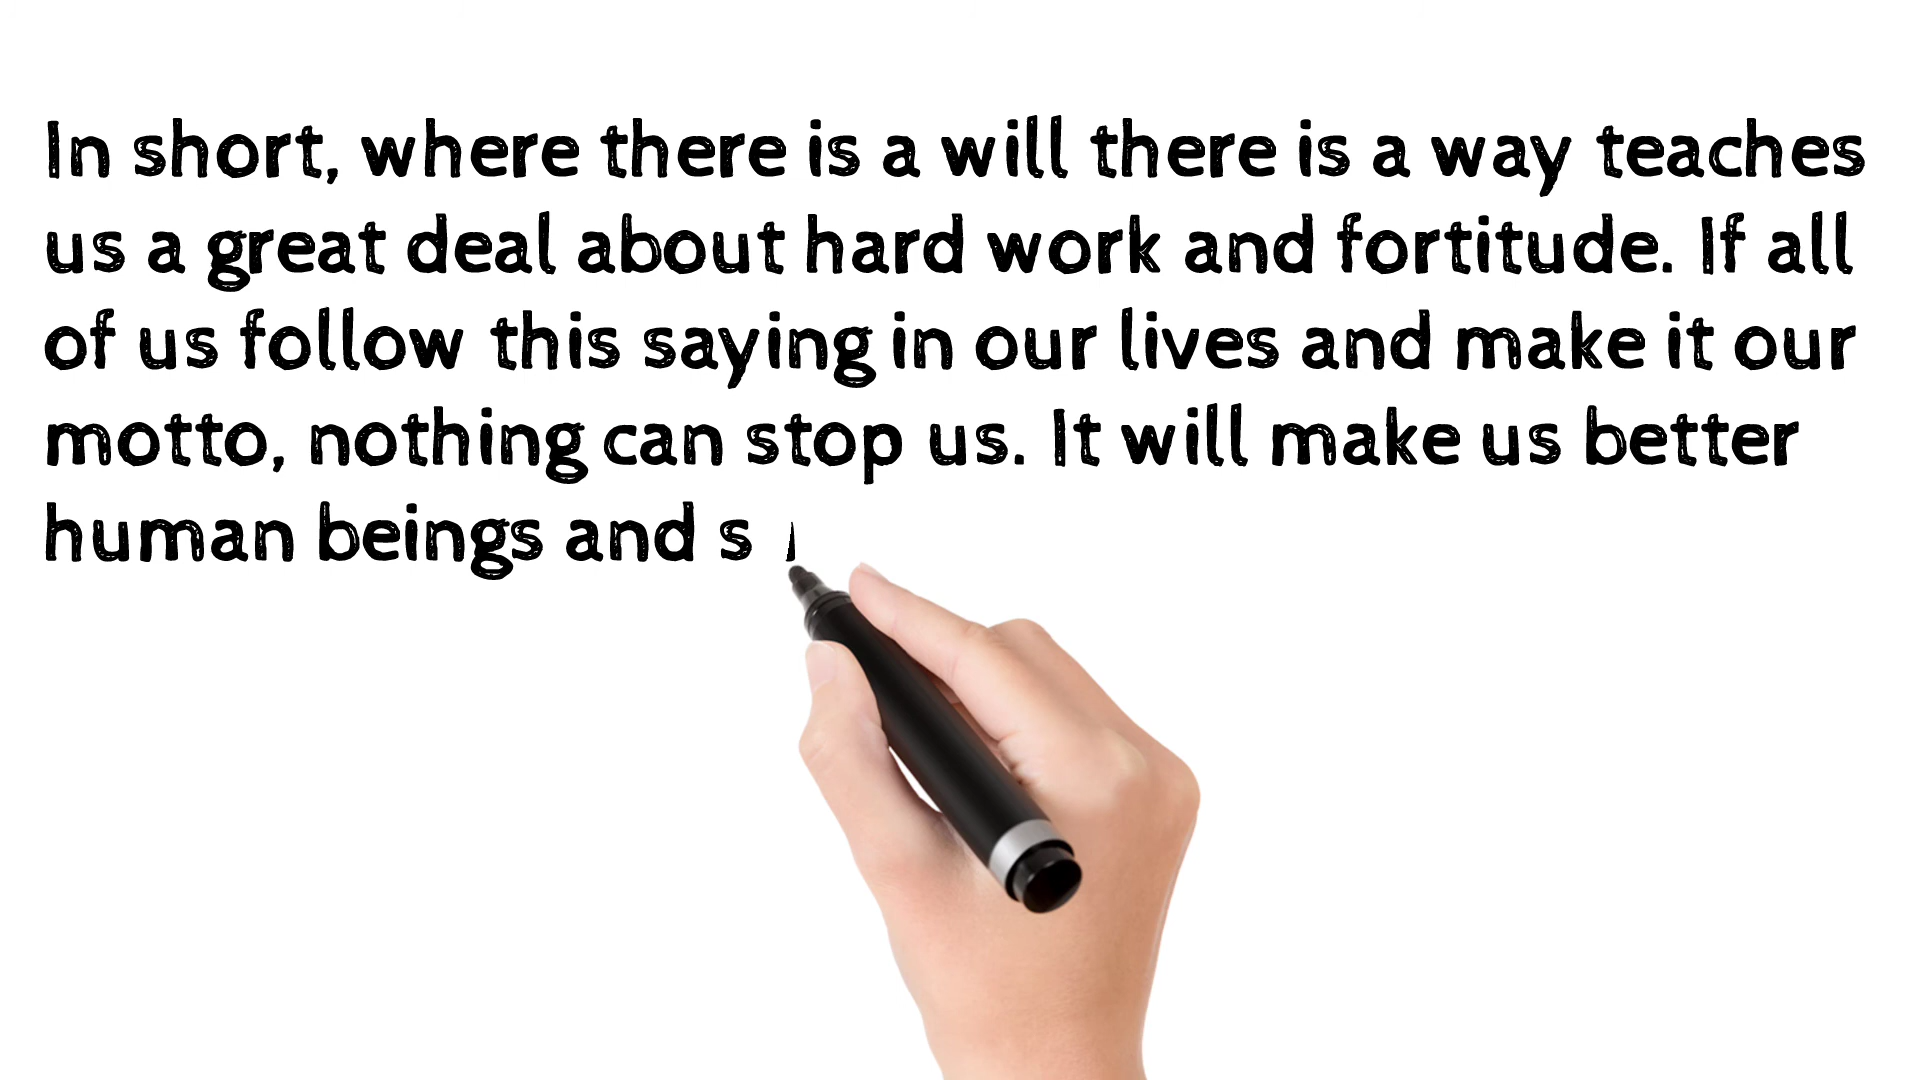 In short, where there is a will there is a way teaches
us a great deal about hard work and fortitude. If all
of us follow this saying in our lives and make it our
motto, nothing can stop us. It will make us better
human beings and s